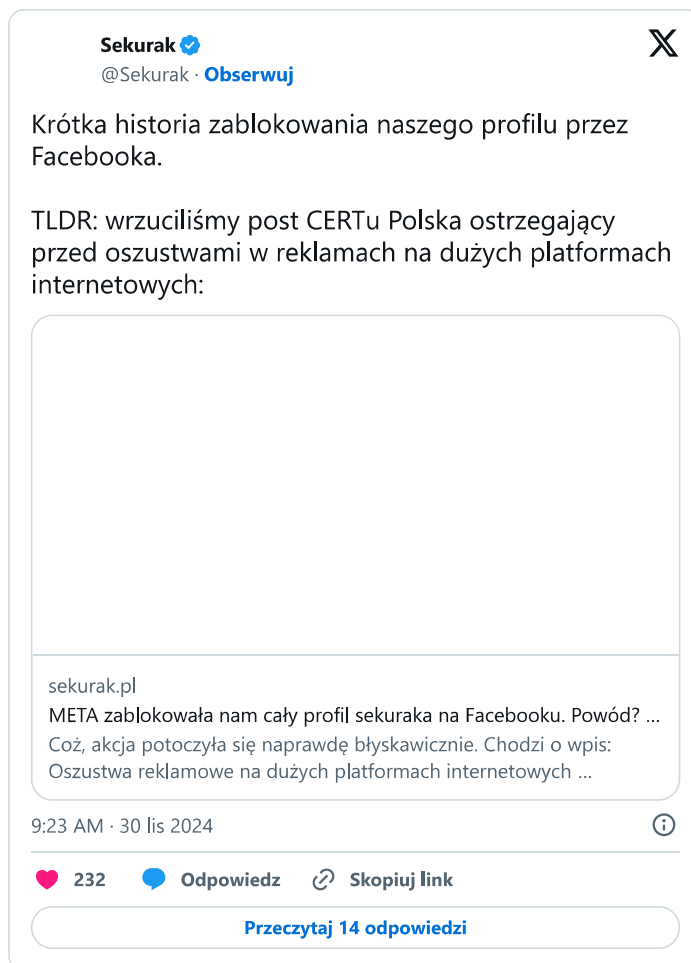 Sekurak
@Sekurak · Obserwuj
Krótka historia zablokowania naszego profilu przez
Facebooka.
TLDR: wrzuciliśmy post CERTu Polska ostrzegający
przed oszustwami w reklamach na dużych platformach
internetowych:
sekurak.pl
META zablokowała nam cały profil sekuraka na Facebooku. Powód? ...
Coż, akcja potoczyła się naprawdę błyskawicznie. Chodzi o wpis:
Oszustwa reklamowe na dużych platformach internetowych ...
9:23 AM · 30 lis 2024
232 Odpowiedz Skopiuj link
Przeczytaj 14 odpowiedzi